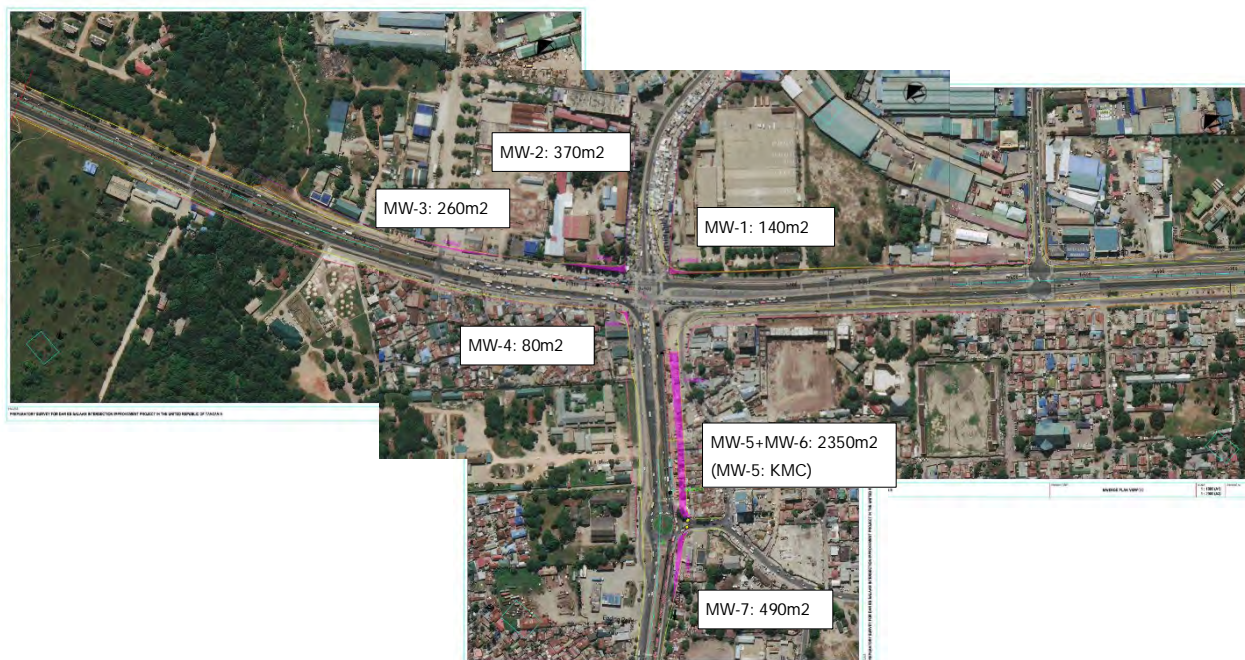 MW-2: 370m2
MW-3: 260m2
MW-1: 140m2
MW-4: 80m2
MW-5+MW-6: 2350m2
(MW-5: KMC)
MW-7: 490m2
PREPARATORY SURVEY FOR DAR ES SALAAM INTERSECTION IMPROVEMENT PROJECT IN THE UNITED REPUBLIC OF TANZANIA